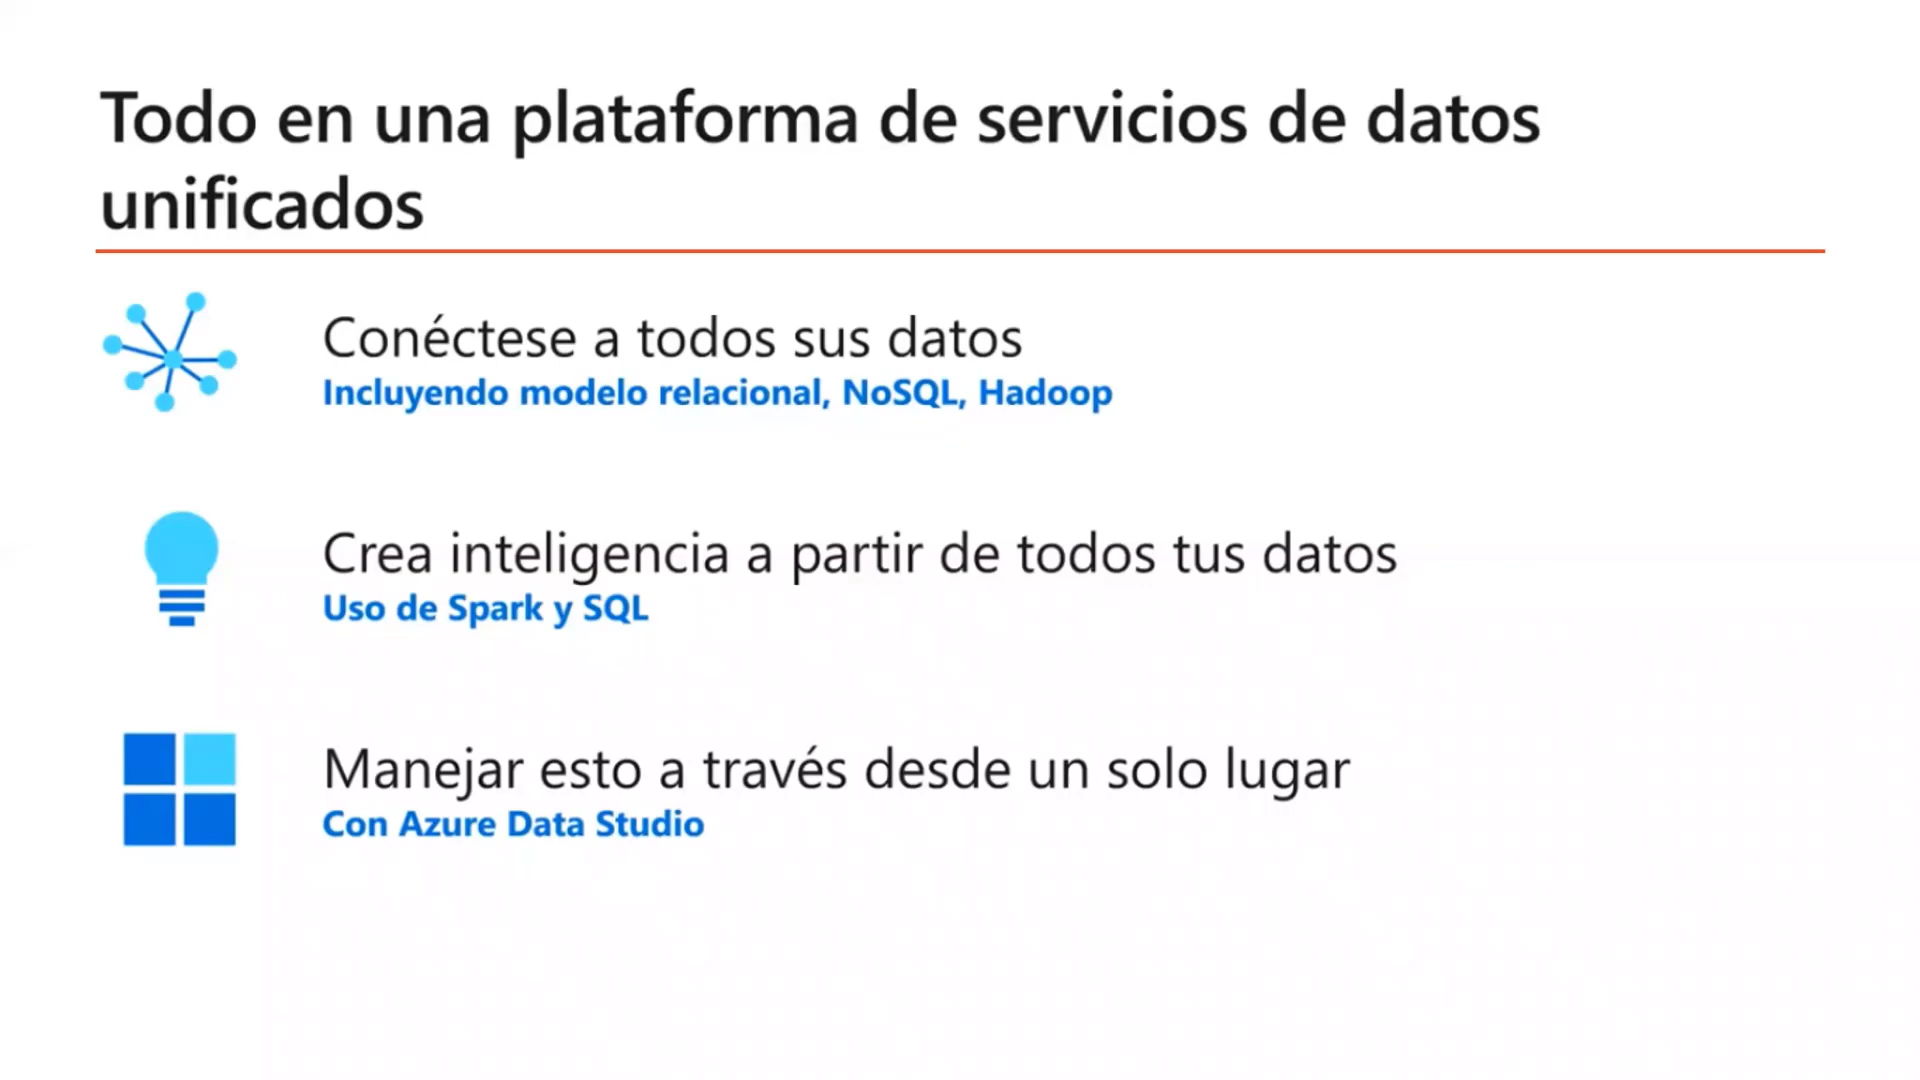 Todo en una plataforma de servicios de datos
unificados
Conéctese a todos sus datos
Incluyendo modelo relacional, NoSQL, Hadoop
Crea inteligencia a partir de todos tus datos
Uso de Spark y SQL
Manejar esto a través desde un solo lugar
Con Azure Data Studio